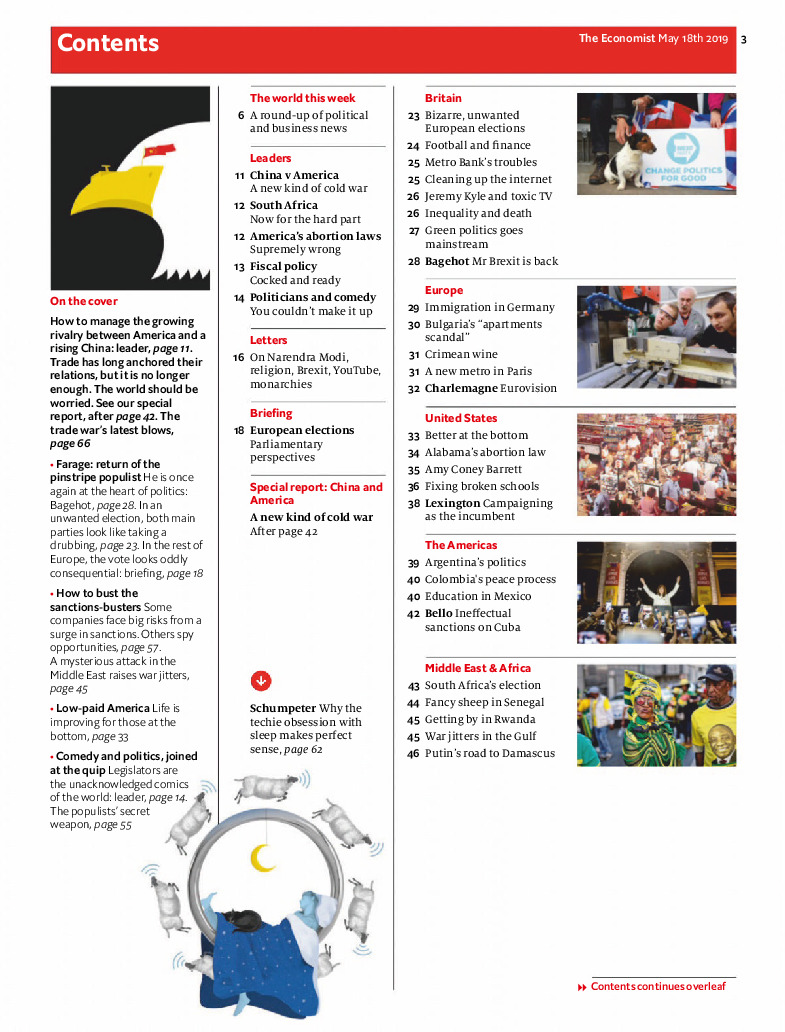 Contents
The Economist May 18th 2019 3
On the cover
How to manage the growing
rivalry between America and a
rising China: leader, page 11.
Trade has long anchored their
relations, but it is no longer
enough. The world should be
worried. See our special
report, after page 42. The
trade war's latest blows,
page 66
• Farage: return of the
pinstripe populist He is once
again at the heart of politics:
Bagehot, page 28. In an
unwanted election, both main
parties look like taking a
drubbing, page 23. In the rest of
Europe, the vote looks oddly
consequential: briefing, page 18
• How to bust the
sanctions-busters Some
companies face big risks from a
surge in sanctions. Others spy
opportunities, page 57.
A mysterious attack in the
Middle East raises war jitters,
page 45
• Low-paid America Life is
improving for those at the
bottom, page 33
• Comedy and politics, joined
at the quip Legislators are
the unacknowledged comics
of the world: leader, page 14.
The populists' secret
weapon, page 55
The world this week
6 A round-up of political
and business news
Leaders
11 China v America
A new kind of cold war
12 South Africa
Now for the hard part
12 America's abortion laws
Supremely wrong
13 Fiscal policy
Cocked and ready
14 Politicians and comedy
You couldn't make it up
Letters
16 On Narendra Modi,
religion, Brexit, YouTube,
monarchies
Briefing
18 European elections
Parliamentary
perspectives
Special report: China and
America
A new kind of cold war
After page 42
Schumpeter Why the
techie obsession with
sleep makes perfect
sense, page 62
Britain
23 Bizarre, unwanted
European elections
24 Football and finance
25 Metro Bank's troubles
25 Cleaning up the internet
26 Jeremy Kyle and toxic TV
26 Inequality and death
27 Green politics goes
mainstream
28 Bagehot Mr Brexit is back
CHANGE POLITICS
FOR GOOD
Europe
29 Immigration in Germany
30 Bulgaria's "apartments
scandal"
31 Crimean wine
31 A new metro in Paris
32 Charlemagne Eurovision
United States
33 Better at the bottom
34 Alabama's abortion law
35 Amy Coney Barrett
36 Fixing broken schools
38 Lexington Campaigning
as the incumbent
The Americas
39 Argentina's politics
40 Colombia's peace process
40 Education in Mexico
42 Bello Ineffectual
sanctions on Cuba
Middle East & Africa
43 South Africa's election
44 Fancy sheep in Senegal
45 Getting by in Rwanda
45 War jitters in the Gulf
46 Putin's road to Damascus
Contents continues overleaf